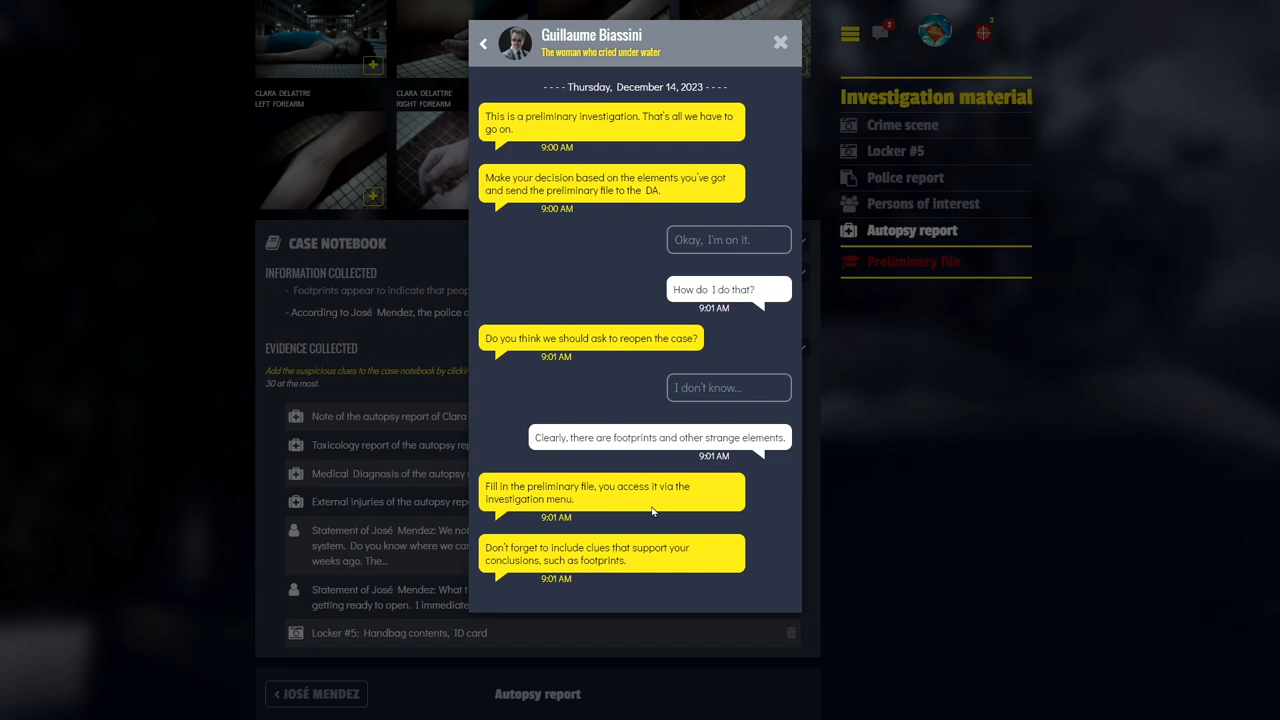 Guillaume Biassini
The woman who cried under water
- - - - Thursday, December 14, 2023 - - - -
This is a preliminary investigation. That's all we have to
go on.
9:00 AM
Make your decision based on the elements you've got
and send the preliminary file to the DA.
9:00 AM
Okay, I'm on it.
How do I do that?
9:01 AM
Do you think we should ask to reopen the case?
9:01 AM
I don't know...
Clearly, there are footprints and other strange elements.
9:01 AM
Fill in the preliminary file, you access it via the
investigation menu.
9:01 AM
Don't forget to include clues that support your
conclusions, such as footprints.
9:01 AM
CLARA DELATTRE
LEFT FOREARM
CLARA DELATTRE
RIGHT FOREARM
CASE NOTEBOOK
INFORMATION COLLECTED
- Footprints appear to indicate that peop
- According to José Mendez, the police o
EVIDENCE COLLECTED
Add the suspicious clues to the case notebook by clickin
30 at the most.
Note of the autopsy report of Clara
Toxicology report of the autopsy rep
Medical Diagnosis of the autopsy
External injuries of the autopsy repo
Statement of José Mendez: We not
system. Do you know where we can
weeks ago. The...
Statement of José Mendez: What t
getting ready to open. I immediate
Locker #5: Handbag contents, ID card
< JOSÉ MENDEZ
Autopsy report
2
3
Investigation material
Crime scene
Locker #5
Police report
Persons of interest
Autopsy report
Preliminary file